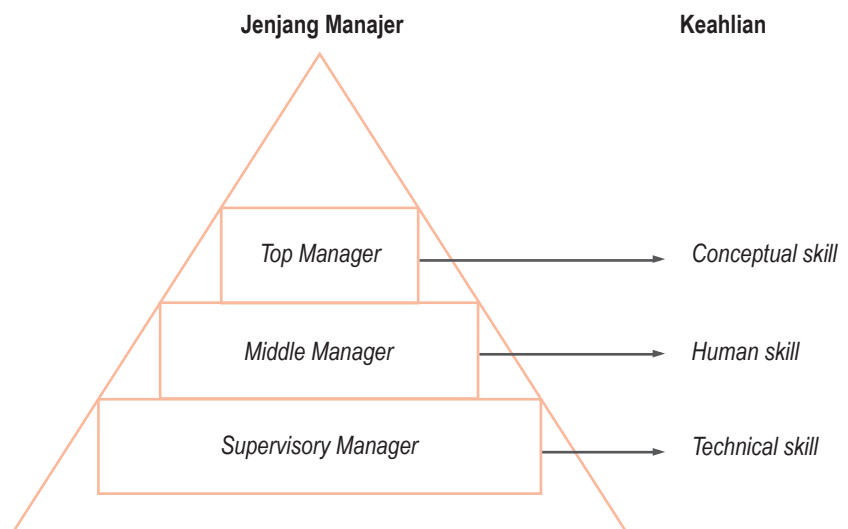 Jenjang Manajer Keahlian
Top Manager Conceptual skill
Middle Manager Human skill
Supervisory Manager Technical skill